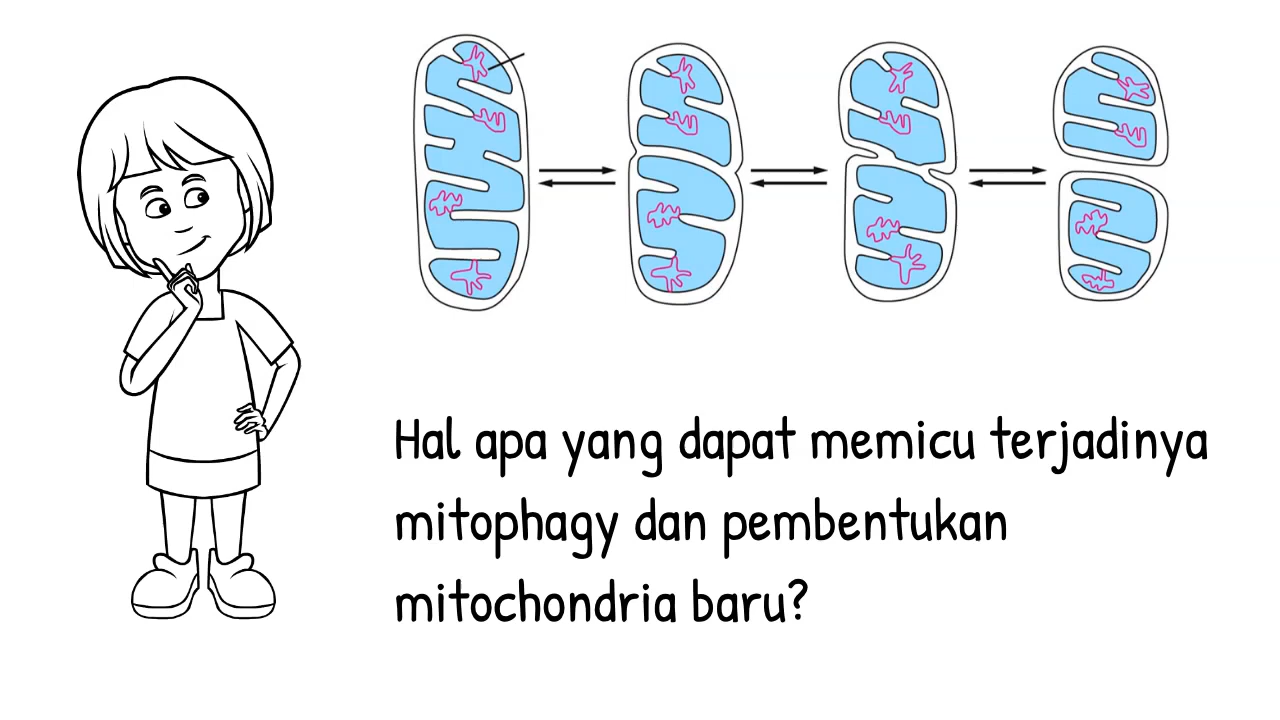 Hal apa yang dapat memicu terjadinya
mitophagy dan pembentukan
mitochondria baru?